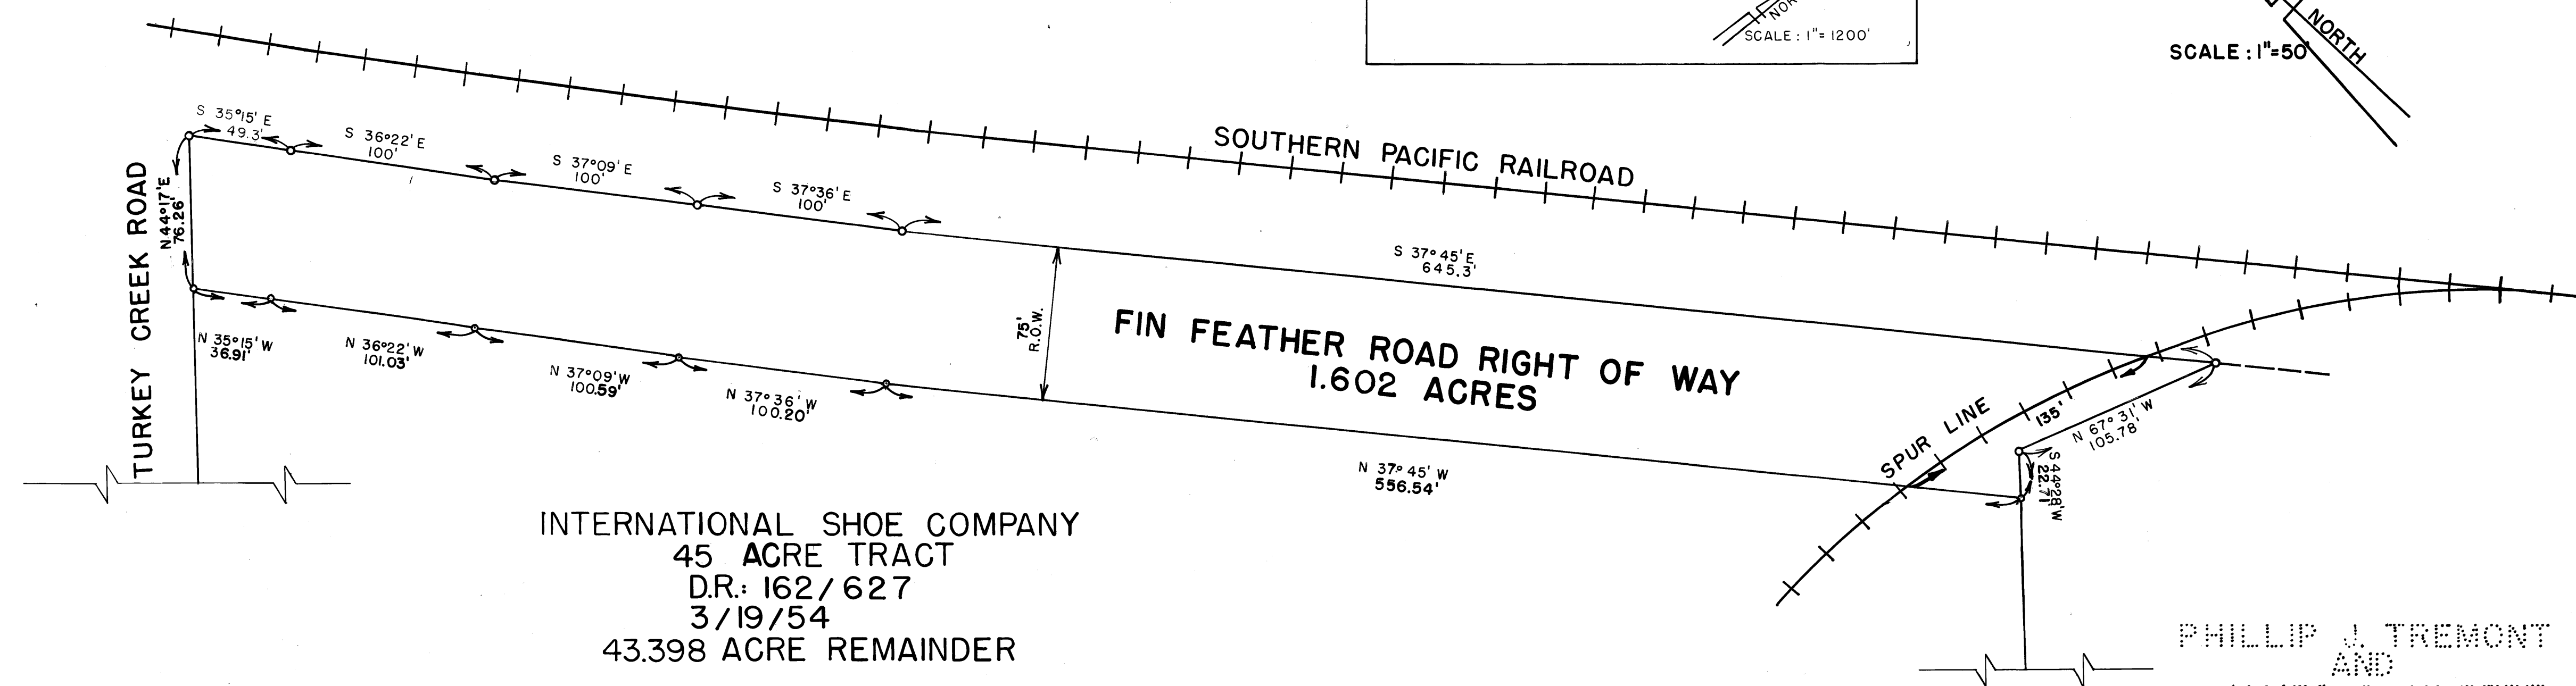 NORTH
SCALE: 1"= 1200'
NORTH
SCALE: 1"=50'
S 35°15' E
49.3'
S 36°22' E
100'
S 37°09' E
100'
S 37°36' E
100'
SOUTHERN PACIFIC RAILROAD
TURKEY CREEK ROAD
N44°17'E
76.26'
S 37°45'E
645.3'
75'
R.O.W.
FIN FEATHER ROAD RIGHT OF WAY
1.602 ACRES
N 35°15' W
36.91'
N 36°22' W
101.03'
N 37°09' W
100.59'
N 37°36' W
100.20'
N 37°45' W
556.54'
SPUR LINE
135'
N 67°31' W
105.78'
S 44°28' W
22.71'
INTERNATIONAL SHOE COMPANY
45 ACRE TRACT
D.R.: 162/627
3/19/54
43.398 ACRE REMAINDER
PHILLIP J. TREMONT
AND